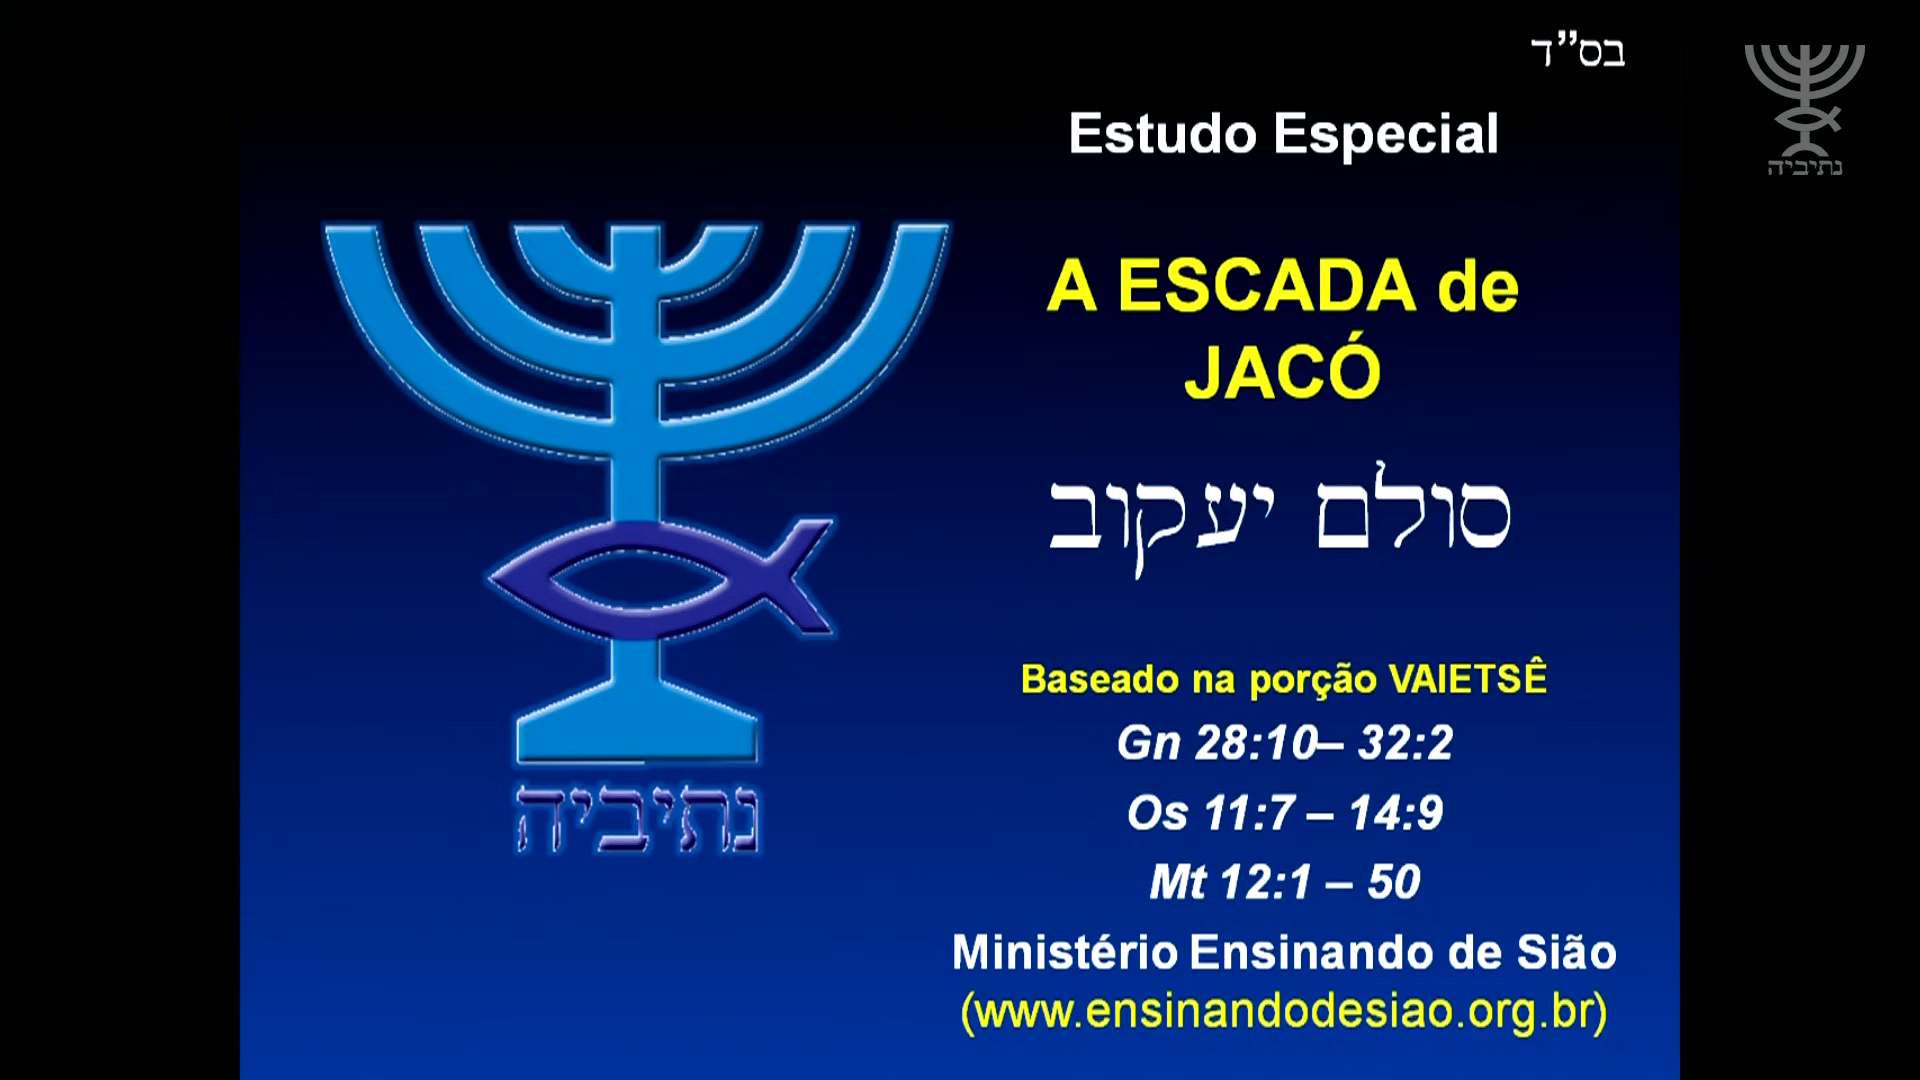 בס”ד
Estudo Especial
A ESCADA de
JACÓ
סולם יעקוב
Baseado na porção VAIETSÊ
Gn 28:10– 32:2
Os 11:7 – 14:9
Mt 12:1 – 50
Ministério Ensinando de Sião
(www.ensinandodesiao.org.br)
נתיביה
נתיביה